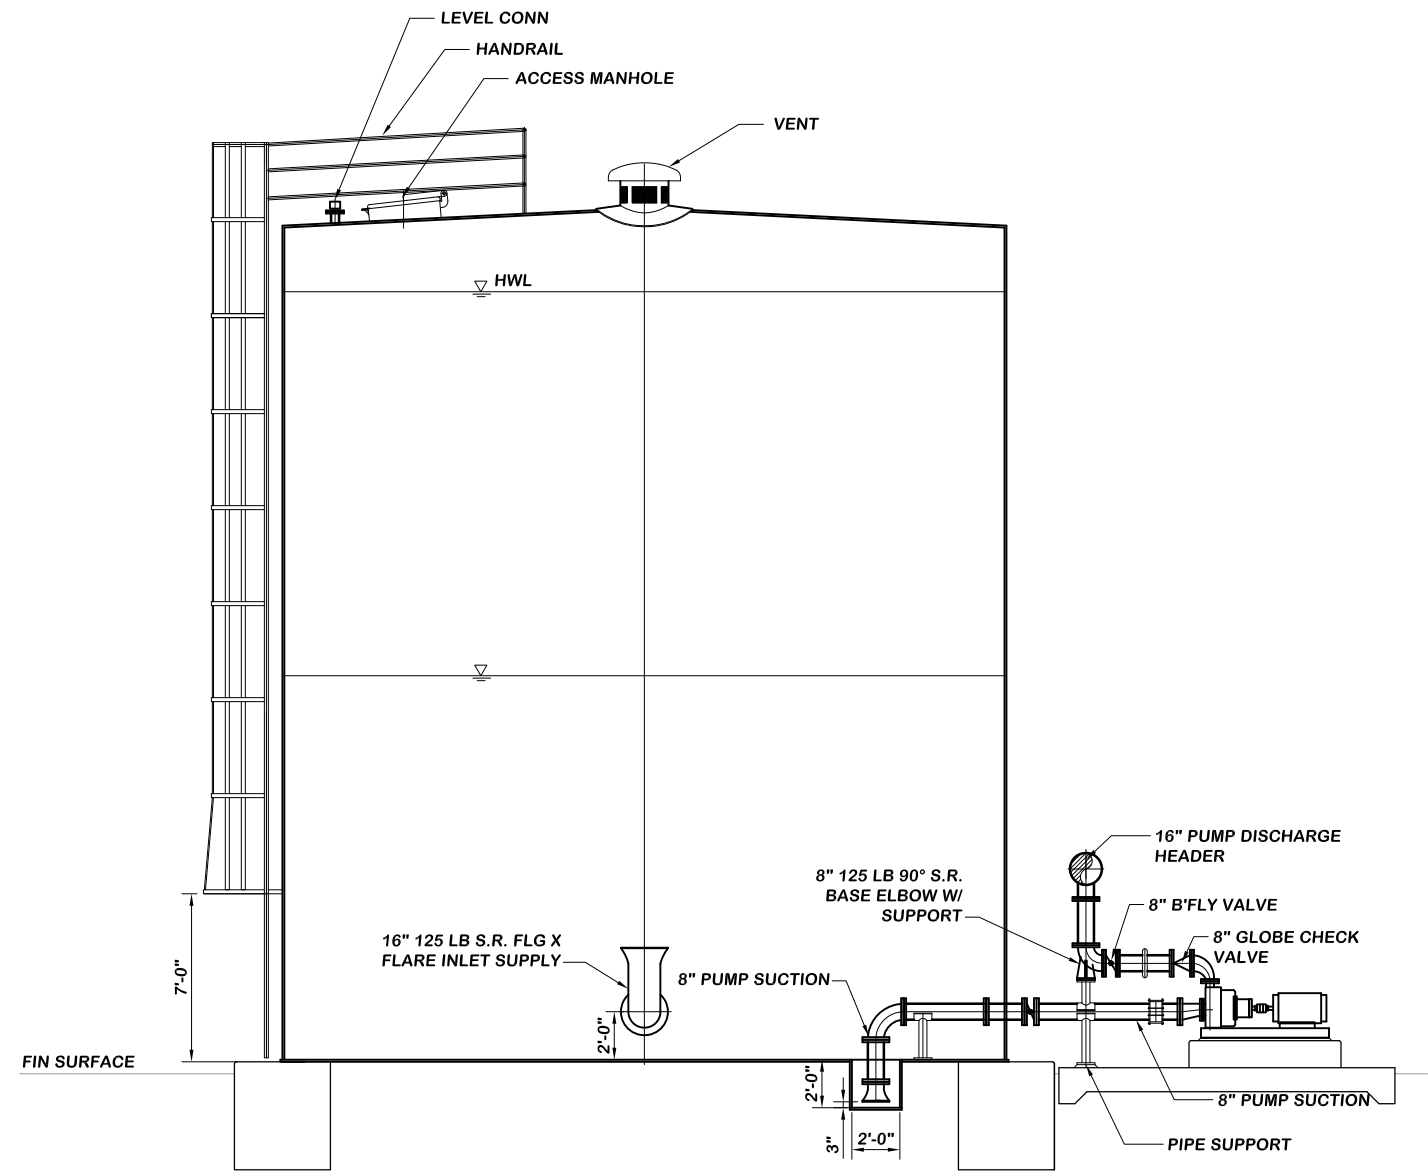 LEVEL CONN
HANDRAIL
ACCESS MANHOLE
VENT
HWL
16" PUMP DISCHARGE
HEADER
8" 125 LB 90° S.R.
BASE ELBOW W/
SUPPORT
8" B'FLY VALVE
8" GLOBE CHECK
VALVE
16" 125 LB S.R. FLG X
FLARE INLET SUPPLY
8" PUMP SUCTION
7'-0"
2'-0"
FIN SURFACE
2'-0"
3"
2'-0"
8" PUMP SUCTION
PIPE SUPPORT